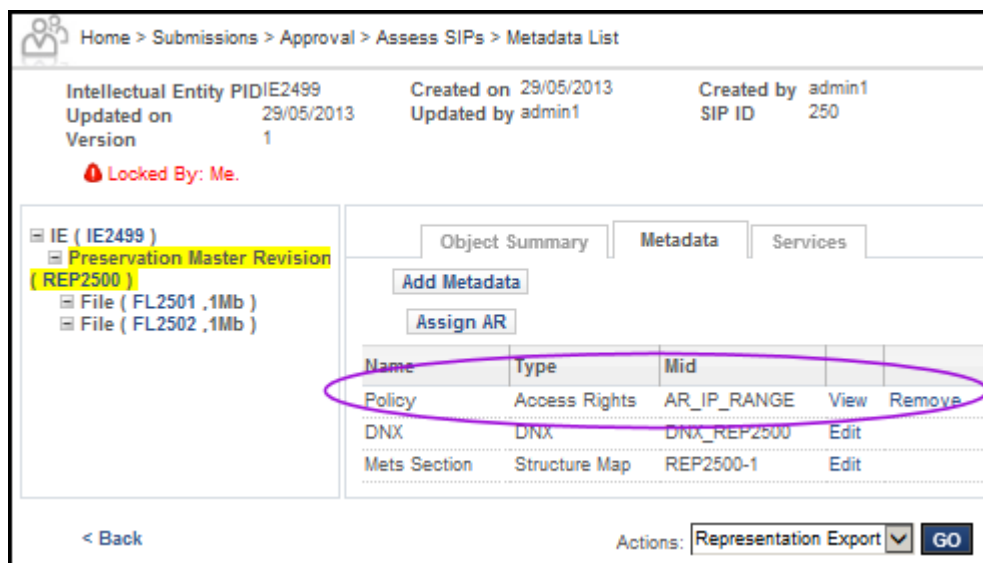 Home > Submissions > Approval > Assess SIPs > Metadata List
Intellectual Entity PID IE2499 Created on 29/05/2013 Created by admin1
Updated on 29/05/2013 Updated by admin1 SIP ID 250
Version 1
Locked By: Me.
IE ( IE2499 )
Preservation Master Revision
( REP2500 )
File ( FL2501 ,1Mb )
File ( FL2502 ,1Mb )
Object Summary Metadata Services
Add Metadata
Assign AR
Name Type Mid
Policy Access Rights AR_IP_RANGE View Remove
DNX DNX DNX_REP2500 Edit
Mets Section Structure Map REP2500-1 Edit
< Back Actions: Representation Export GO